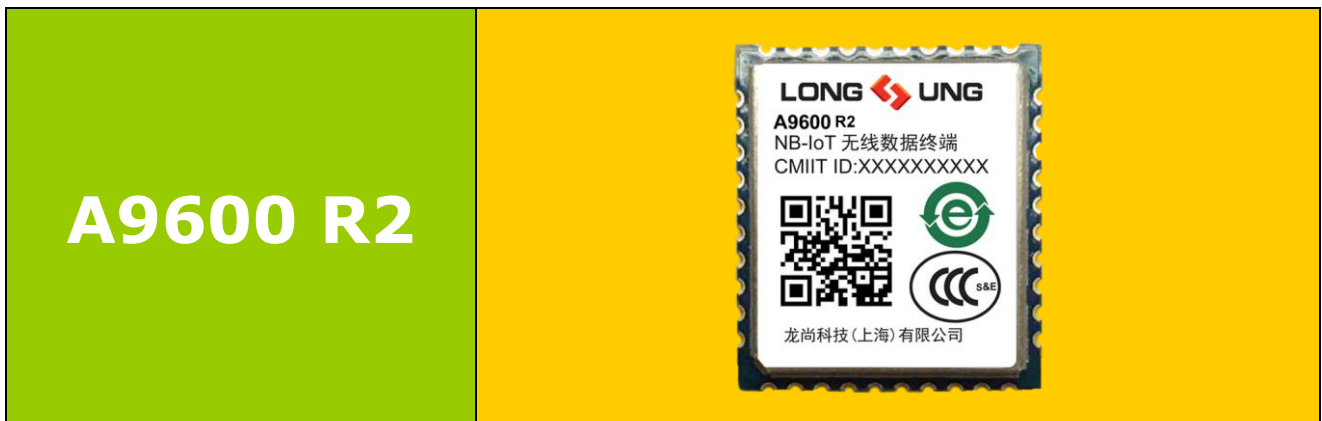 A9600 R2
LONG UNG
A9600 R2
NB-IoT 无线数据终端
CMIIT ID:XXXXXXXXXX
e
CCC S&E
龙尚科技(上海)有限公司